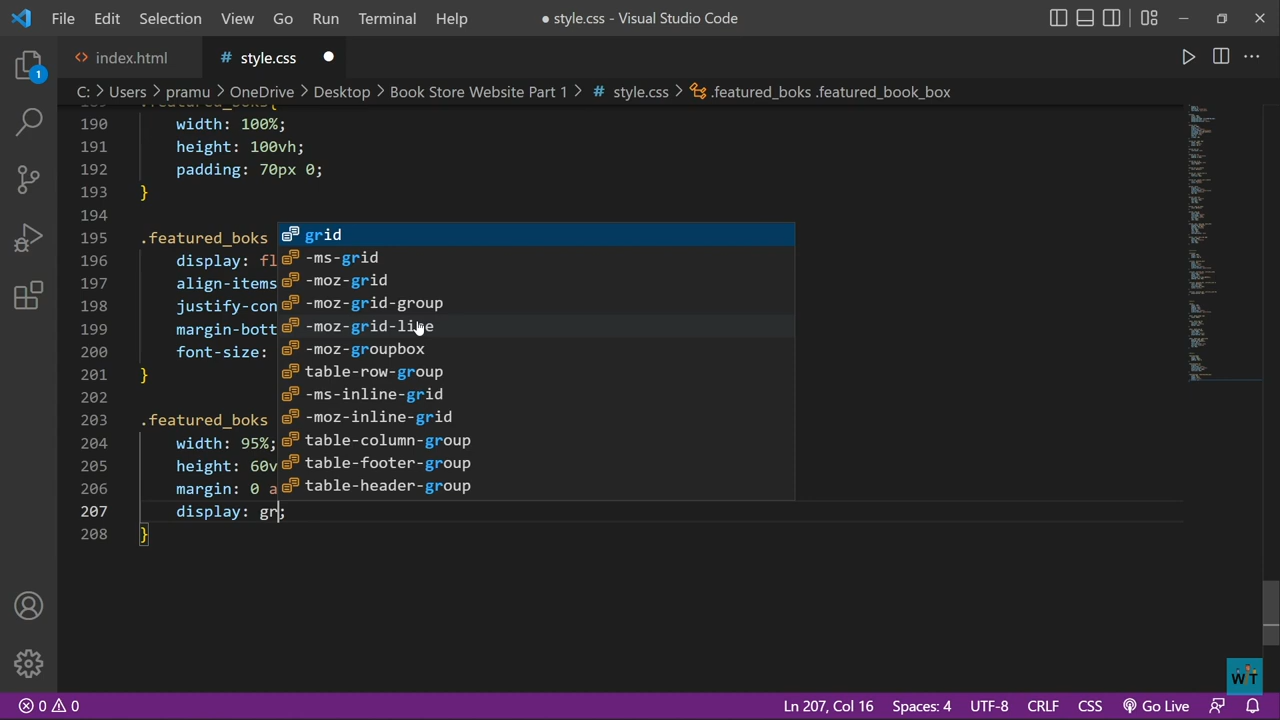 File Edit Selection View Go Run Terminal Help ● style.css - Visual Studio Code
index.html # style.css
C: > Users > pramu > OneDrive > Desktop > Book Store Website Part 1 > # style.css > .featured_boks .featured_book_box
1
189 .featured_boks{
190 width: 100%;
191 height: 100vh;
192 padding: 70px 0;
193 }
194
195 .featured_boks
196 display: fl
197 align-items
198 justify-con
199 margin-bott
200 font-size:
201 }
202
203 .featured_boks
204 width: 95%;
205 height: 60v
206 margin: 0 a
207 display: gr;
208 }
grid
-ms-grid
-moz-grid
-moz-grid-group
-moz-grid-line
-moz-groupbox
table-row-group
-ms-inline-grid
-moz-inline-grid
table-column-group
table-footer-group
table-header-group
WT
0 0 Ln 207, Col 16 Spaces: 4 UTF-8 CRLF CSS Go Live